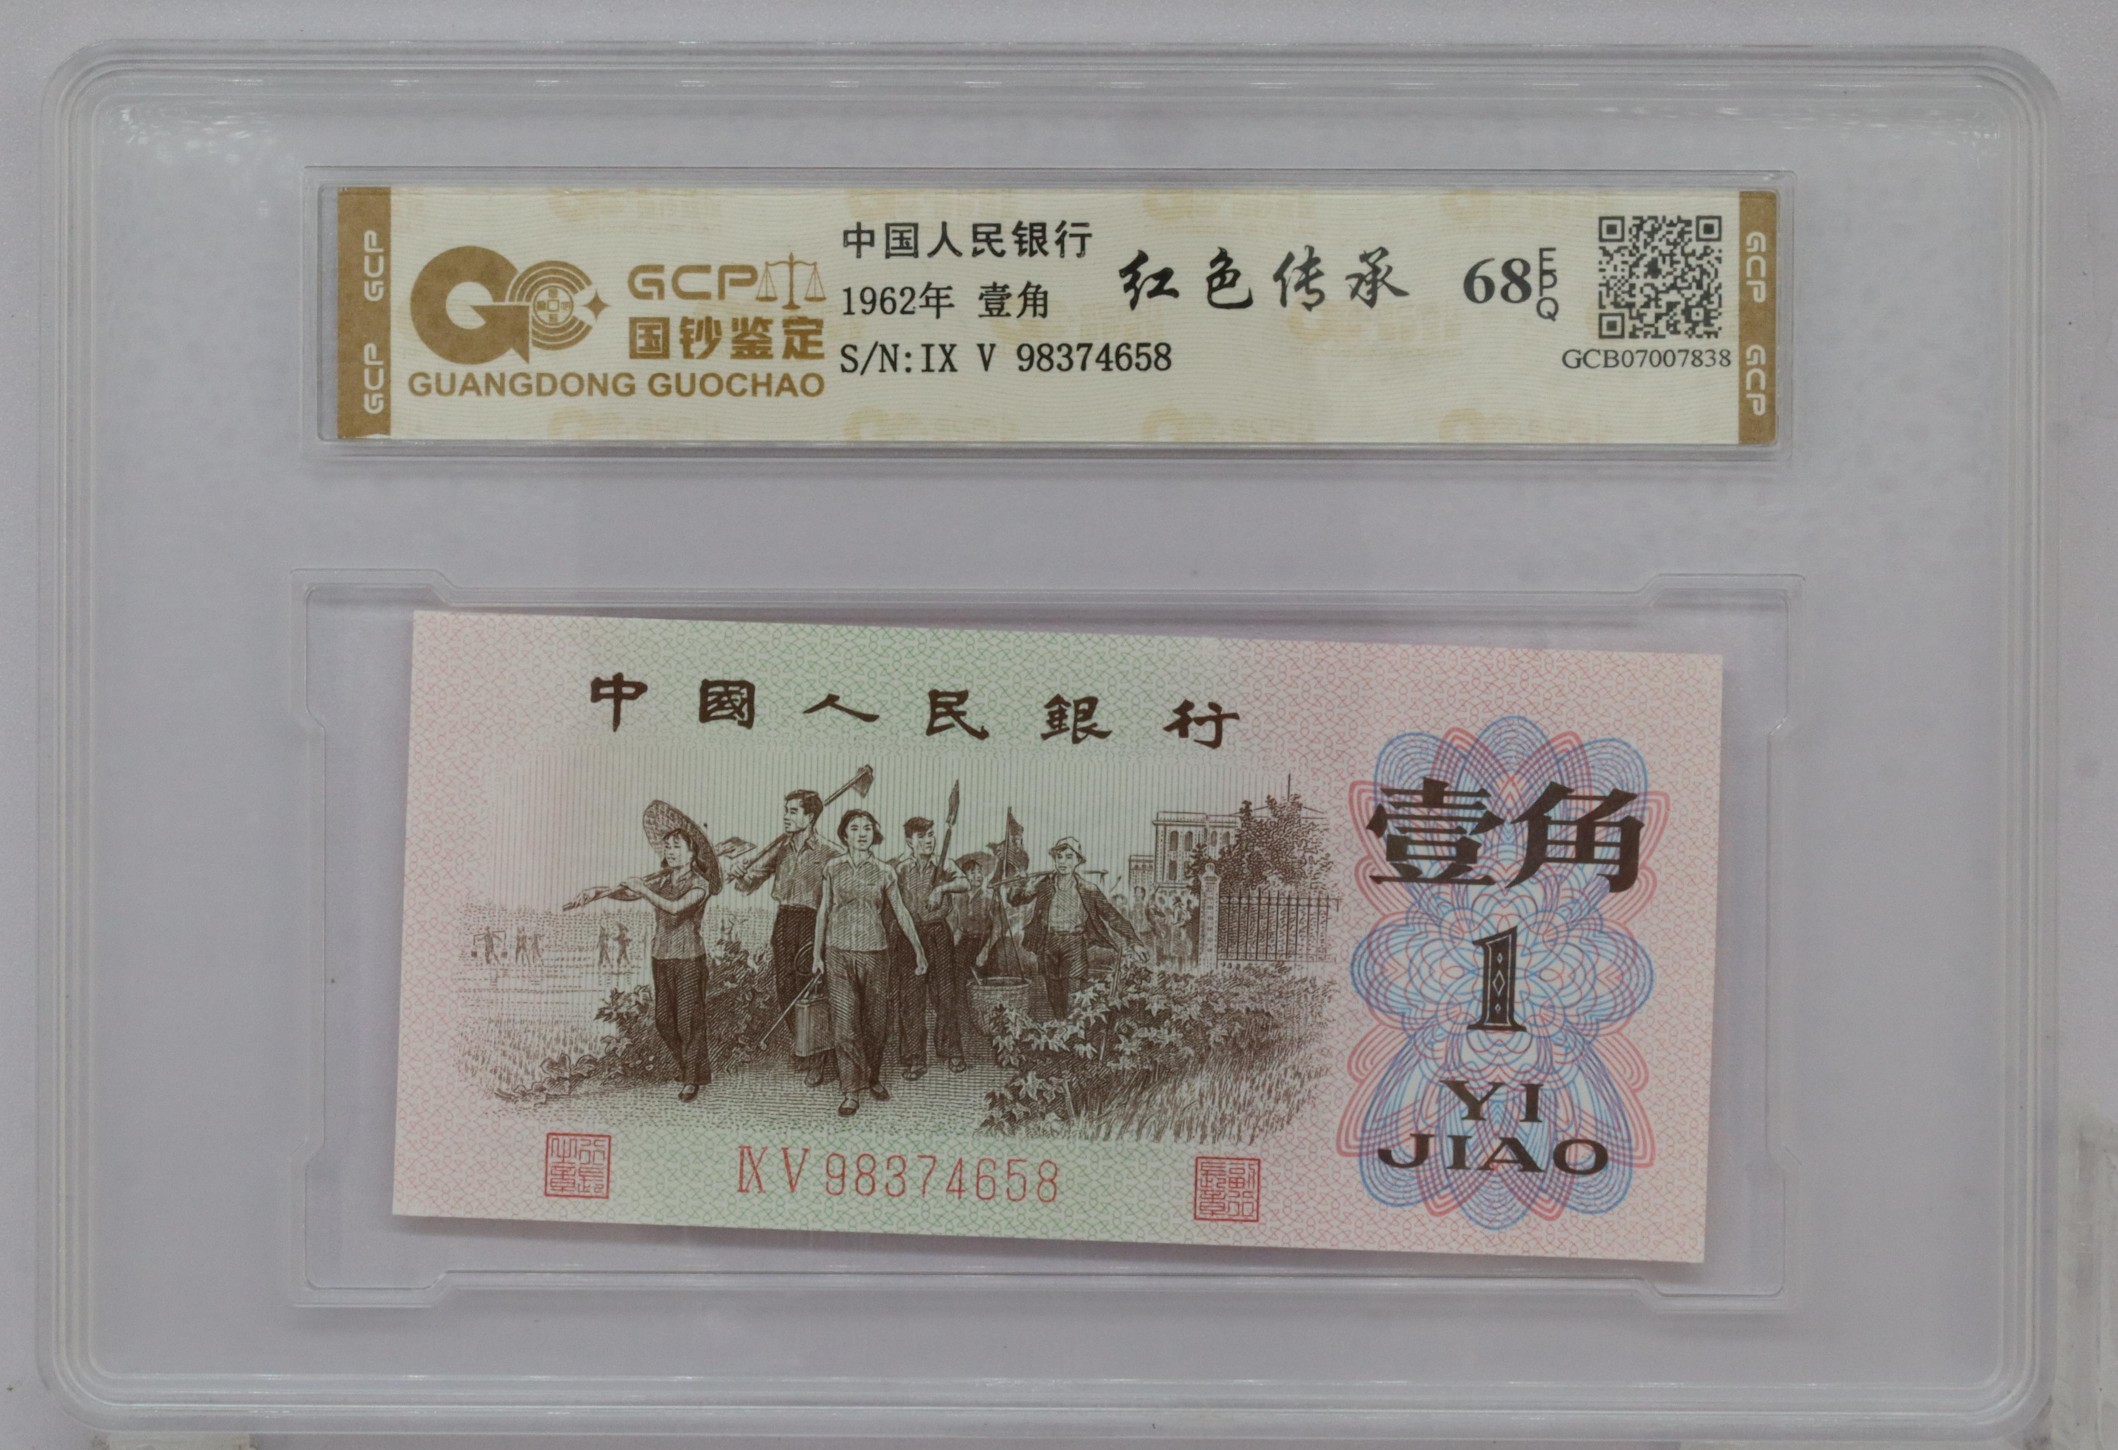 GCP
GCP
GCP
国钞鉴定
GUANGDONG GUOCHAO
中国人民银行
1962年 壹角
S/N:IX V 98374658
红色传承
68 EPQ
GCB07007838
GCP
GCP
中國人民銀行
壹角
1
YI
JIAO
IX V 98374658